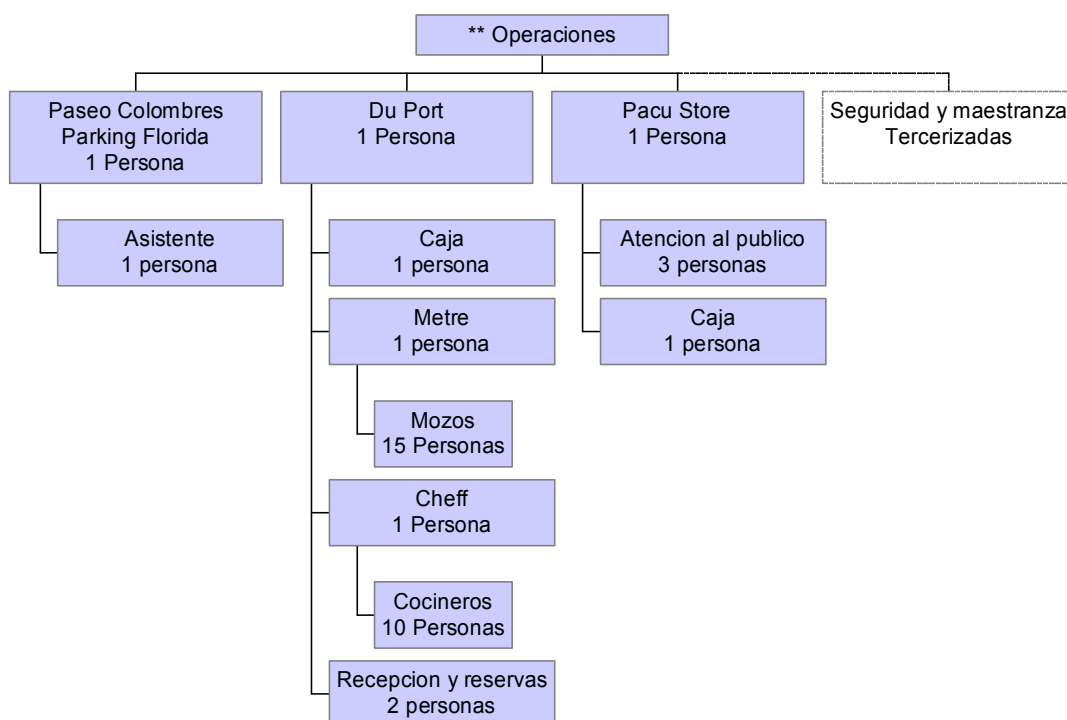 ** Operaciones
Paseo Colombres
Parking Florida
1 Persona
Du Port
1 Persona
Pacu Store
1 Persona
Seguridad y maestranza
Tercerizadas
Asistente
1 persona
Caja
1 persona
Metre
1 persona
Mozos
15 Personas
Cheff
1 Persona
Cocineros
10 Personas
Recepcion y reservas
2 personas
Atencion al publico
3 personas
Caja
1 persona